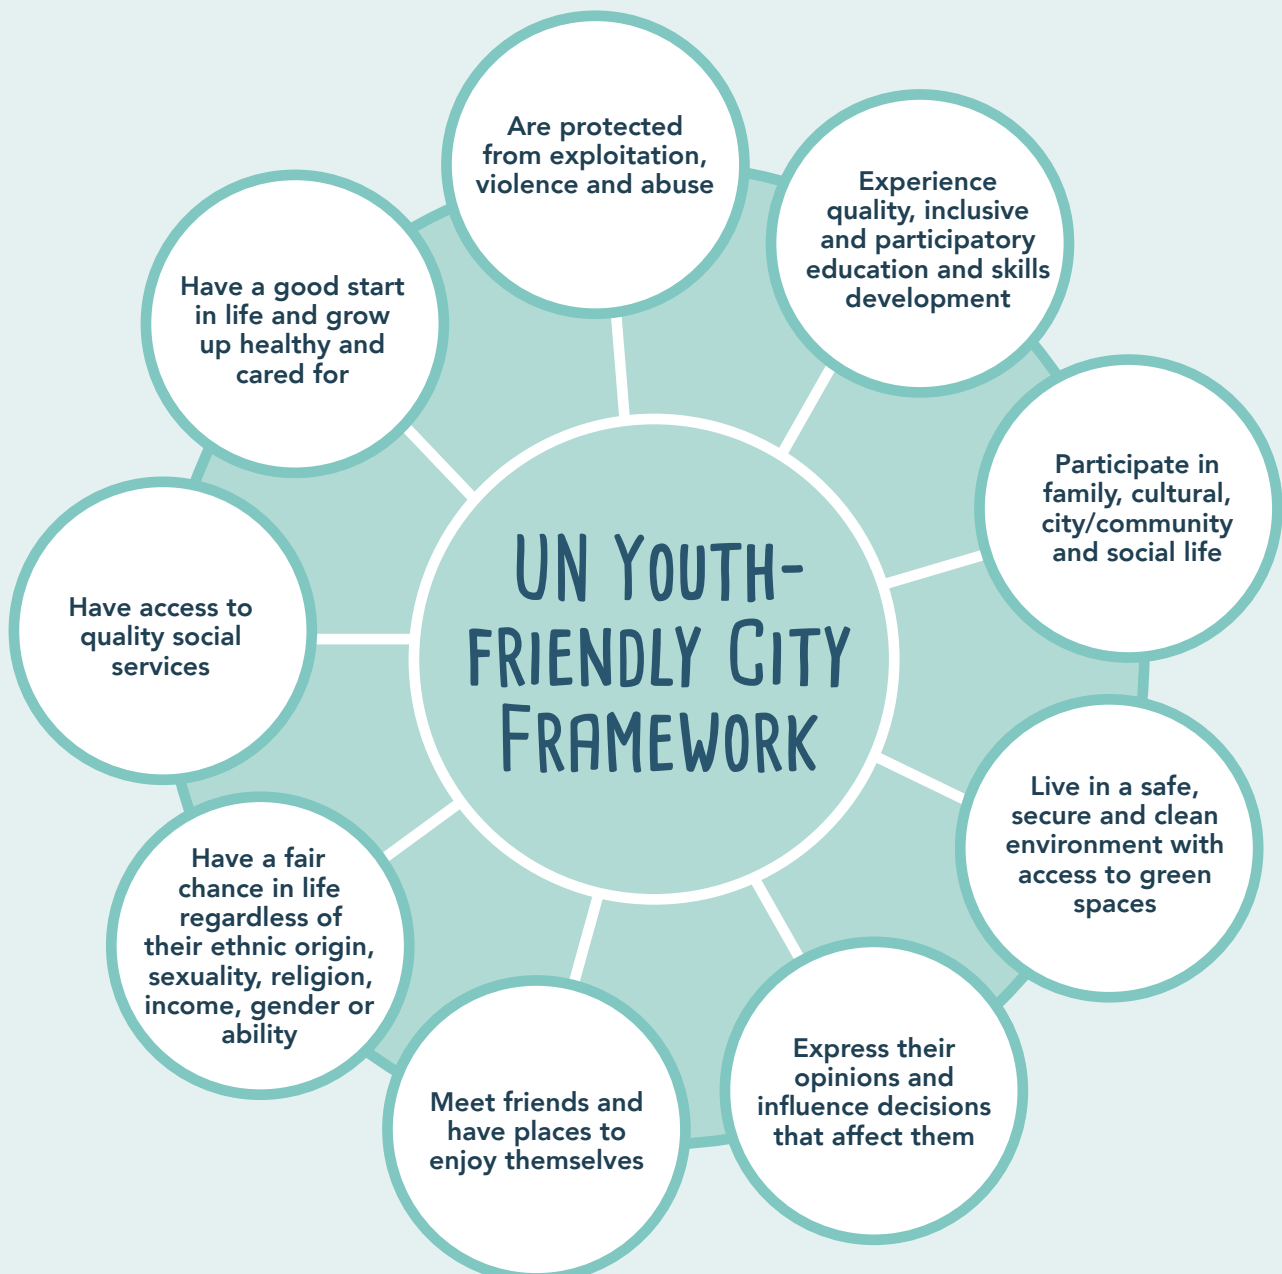 Are protected
from exploitation,
violence and abuse
Experience
quality, inclusive
and participatory
education and skills
development
Participate in
family, cultural,
city/community
and social life
Live in a safe,
secure and clean
environment with
access to green
spaces
Express their
opinions and
influence decisions
that affect them
Meet friends and
have places to
enjoy themselves
Have a fair
chance in life
regardless of
their ethnic origin,
sexuality, religion,
income, gender or
ability
Have access to
quality social
services
Have a good start
in life and grow
up healthy and
cared for
UN Youth-
friendly City
Framework